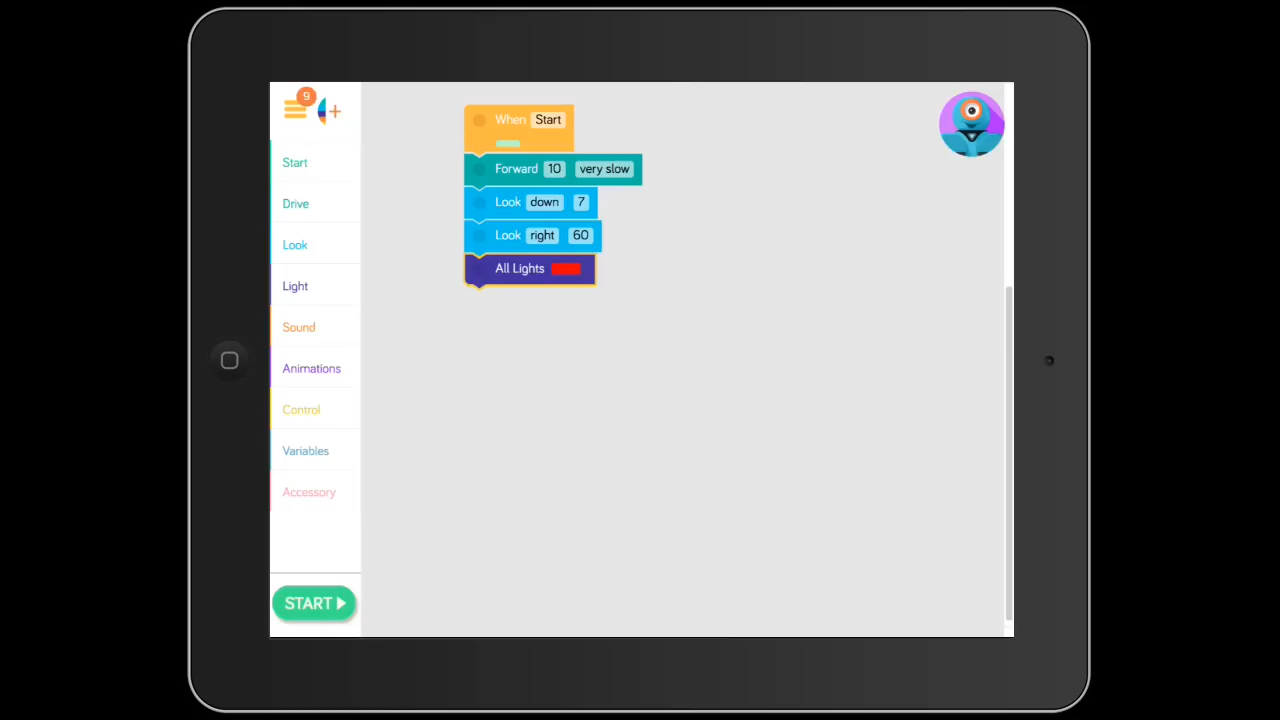 9
+
When Start
Forward 10 very slow
Look down 7
Look right 60
All Lights
Start
Drive
Look
Light
Sound
Animations
Control
Variables
Accessory
START